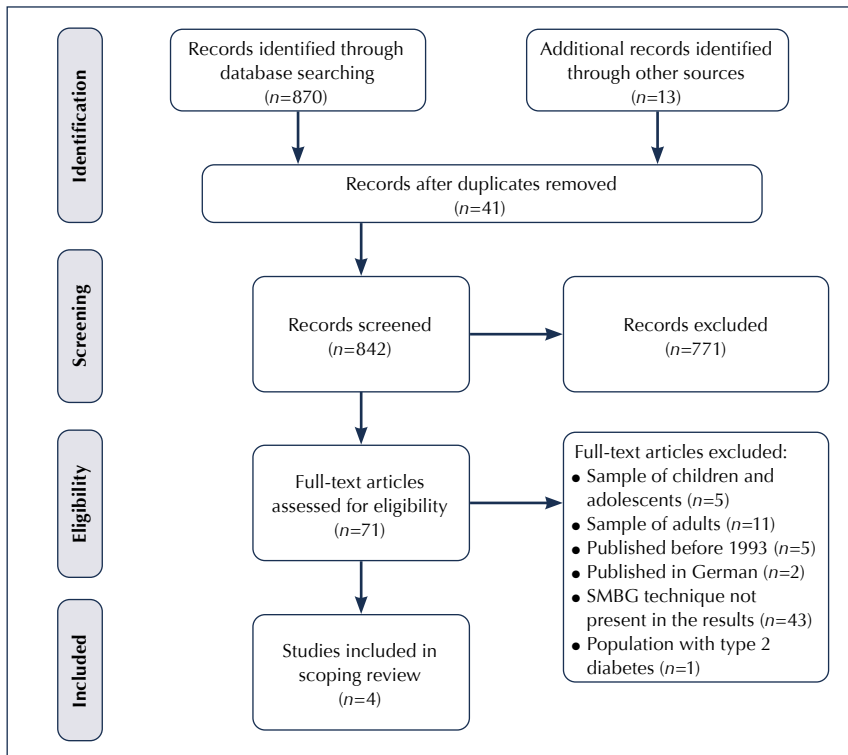 Identification
Records identified through
database searching
(n=870)
Additional records identified
through other sources
(n=13)
Records after duplicates removed
(n=41)
Screening
Records screened
(n=842)
Records excluded
(n=771)
Eligibility
Full-text articles
assessed for eligibility
(n=71)
Full-text articles excluded:
● Sample of children and
adolescents (n=5)
● Sample of adults (n=11)
● Published before 1993 (n=5)
● Published in German (n=2)
● SMBG technique not
present in the results (n=43)
● Population with type 2
diabetes (n=1)
Included
Studies included in
scoping review
(n=4)